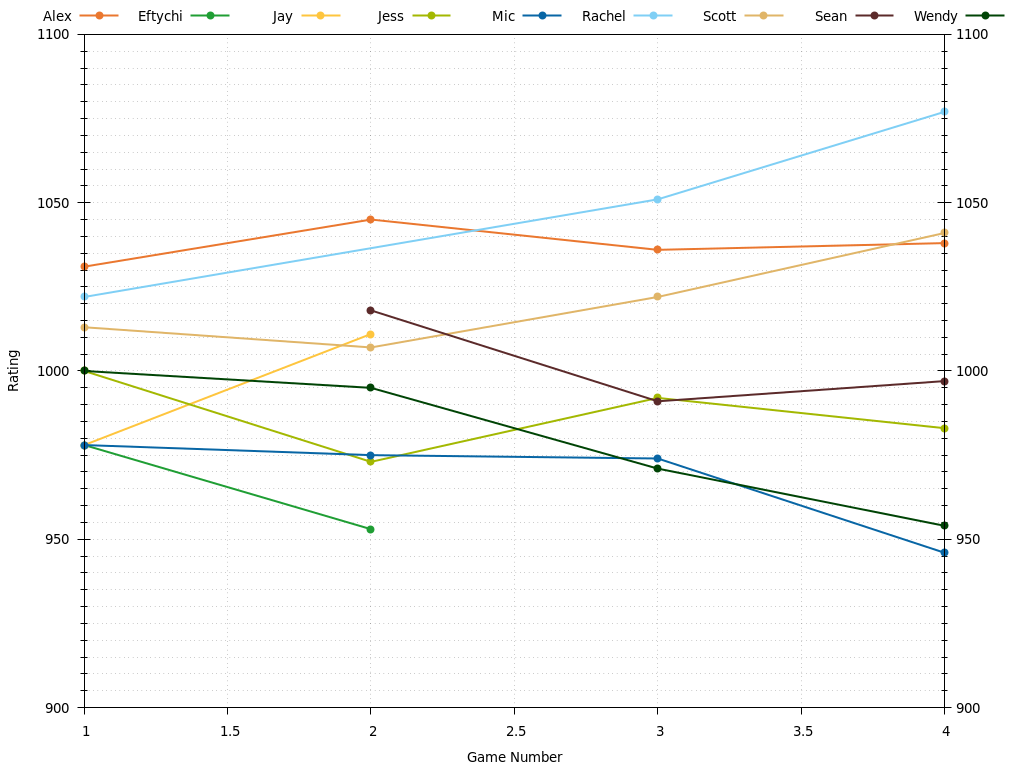 Alex Eftychi Jay Jess Mic Rachel Scott Sean Wendy
1100 1100
1050 1050
1000 1000
950 950
900 900
1 1.5 2 2.5 3 3.5 4
Rating
Game Number